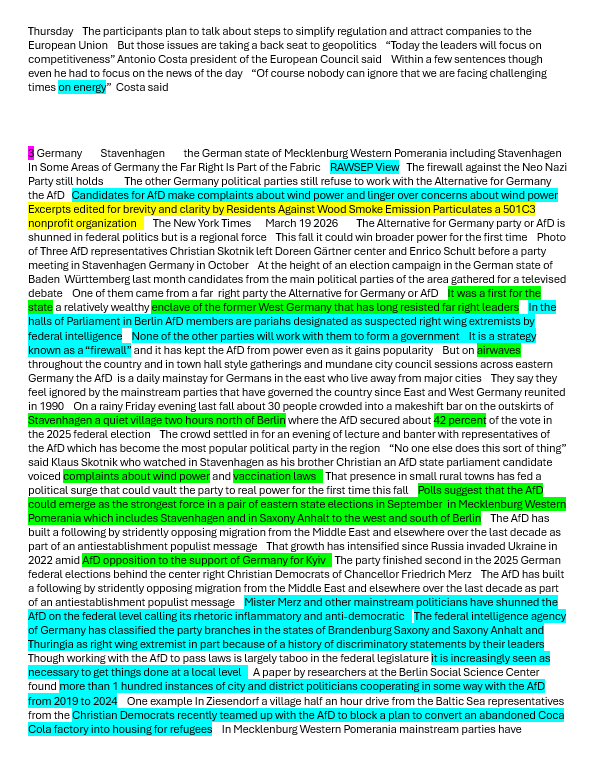 Thursday The participants plan to talk about steps to simplify regulation and attract companies to the
European Union But those issues are taking a back seat to geopolitics “Today the leaders will focus on
competitiveness” Antonio Costa president of the European Council said Within a few sentences though
even he had to focus on the news of the day “Of course nobody can ignore that we are facing challenging
times on energy” Costa said
3 Germany Stavenhagen the German state of Mecklenburg Western Pomerania including Stavenhagen
In Some Areas of Germany the Far Right Is Part of the Fabric RAWSEP View The firewall against the Neo Nazi
Party still holds The other Germany political parties still refuse to work with the Alternative for Germany
the AfD Candidates for AfD make complaints about wind power and linger over concerns about wind power
Excerpts edited for brevity and clarity by Residents Against Wood Smoke Emission Particulates a 501C3
nonprofit organization The New York Times March 19 2026 The Alternative for Germany party or AfD is
shunned in federal politics but is a regional force This fall it could win broader power for the first time Photo
of Three AfD representatives Christian Skotnik left Doreen Gärtner center and Enrico Schult before a party
meeting in Stavenhagen Germany in October At the height of an election campaign in the German state of
Baden Württemberg last month candidates from the main political parties of the area gathered for a televised
debate One of them came from a far right party the Alternative for Germany or AfD It was a first for the
state a relatively wealthy enclave of the former West Germany that has long resisted far right leaders In the
halls of Parliament in Berlin AfD members are pariahs designated as suspected right wing extremists by
federal intelligence None of the other parties will work with them to form a government It is a strategy
known as a “firewall” and it has kept the AfD from power even as it gains popularity But on airwaves
throughout the country and in town hall style gatherings and mundane city council sessions across eastern
Germany the AfD is a daily mainstay for Germans in the east who live away from major cities They say they
feel ignored by the mainstream parties that have governed the country since East and West Germany reunited
in 1990 On a rainy Friday evening last fall about 30 people crowded into a makeshift bar on the outskirts of
Stavenhagen a quiet village two hours north of Berlin where the AfD secured about 42 percent of the vote in
the 2025 federal election The crowd settled in for an evening of lecture and banter with representatives of
the AfD which has become the most popular political party in the region “No one else does this sort of thing”
said Klaus Skotnik who watched in Stavenhagen as his brother Christian an AfD state parliament candidate
voiced complaints about wind power and vaccination laws That presence in small rural towns has fed a
political surge that could vault the party to real power for the first time this fall Polls suggest that the AfD
could emerge as the strongest force in a pair of eastern state elections in September in Mecklenburg Western
Pomerania which includes Stavenhagen and in Saxony Anhalt to the west and south of Berlin The AfD has
built a following by stridently opposing migration from the Middle East and elsewhere over the last decade as
part of an antiestablishment populist message That growth has intensified since Russia invaded Ukraine in
2022 amid AfD opposition to the support of Germany for Kyiv The party finished second in the 2025 German
federal elections behind the center right Christian Democrats of Chancellor Friedrich Merz The AfD has built
a following by stridently opposing migration from the Middle East and elsewhere over the last decade as part
of an antiestablishment populist message Mister Merz and other mainstream politicians have shunned the
AfD on the federal level calling its rhetoric inflammatory and anti-democratic The federal intelligence agency
of Germany has classified the party branches in the states of Brandenburg Saxony and Saxony Anhalt and
Thuringia as right wing extremist in part because of a history of discriminatory statements by their leaders
Though working with the AfD to pass laws is largely taboo in the federal legislature it is increasingly seen as
necessary to get things done at a local level A paper by researchers at the Berlin Social Science Center
found more than 1 hundred instances of city and district politicians cooperating in some way with the AfD
from 2019 to 2024 One example In Ziesendorf a village half an hour drive from the Baltic Sea representatives
from the Christian Democrats recently teamed up with the AfD to block a plan to convert an abandoned Coca
Cola factory into housing for refugees In Mecklenburg Western Pomerania mainstream parties have